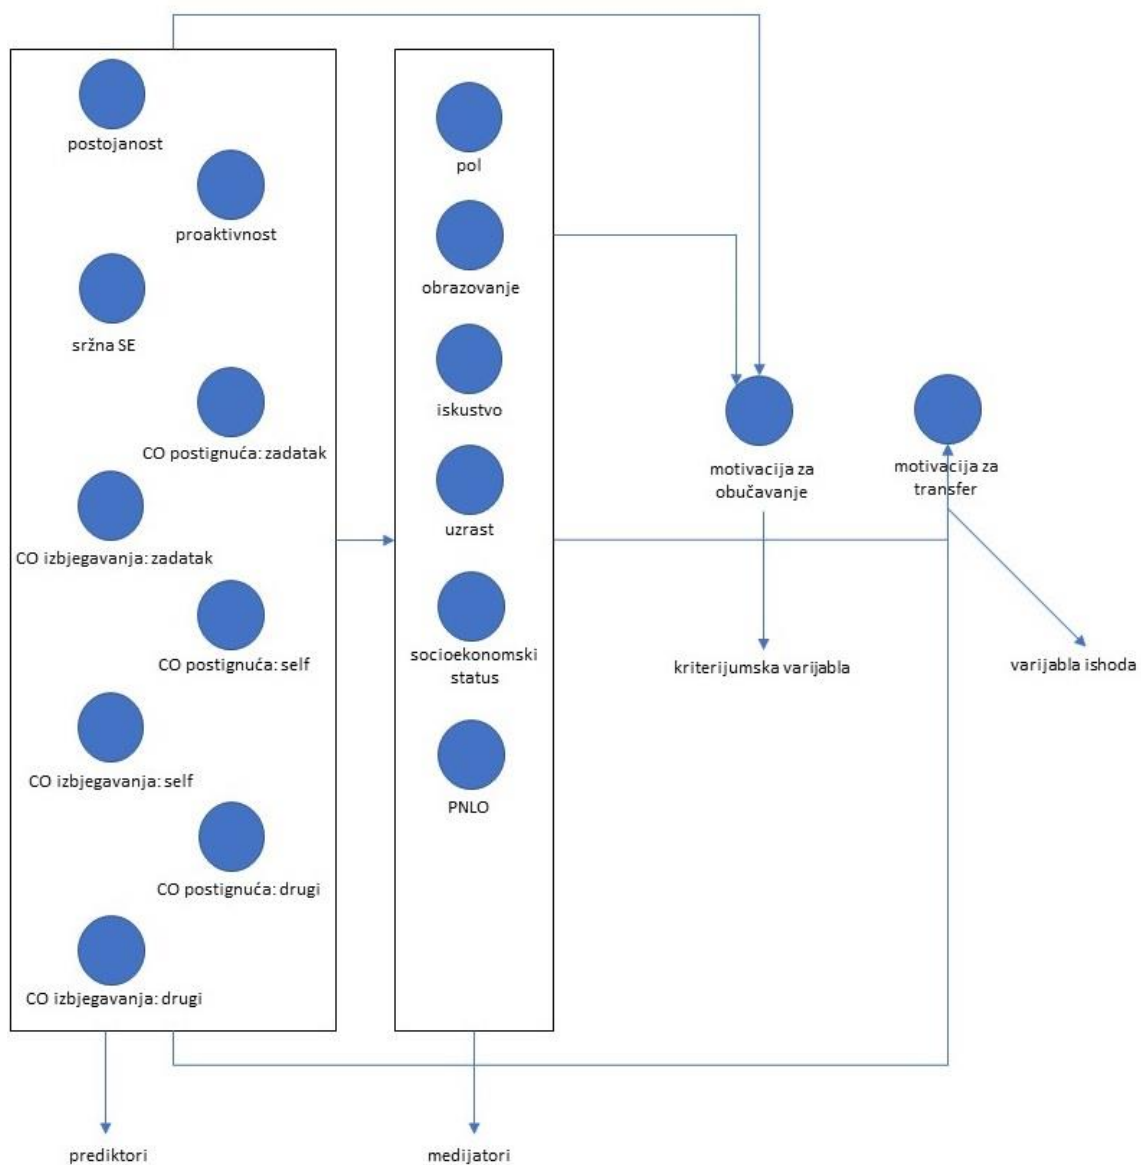 postojanost
proaktivnost
sržna SE
CO postignuća: zadatak
CO izbjegavanja: zadatak
CO postignuća: self
CO izbjegavanja: self
CO postignuća: drugi
CO izbjegavanja: drugi
prediktori
pol
obrazovanje
iskustvo
uzrast
socioekonomski
status
PNLO
medijatori
motivacija za
obučavanje
kriterijumska varijabla
motivacija za
transfer
varijabla ishoda